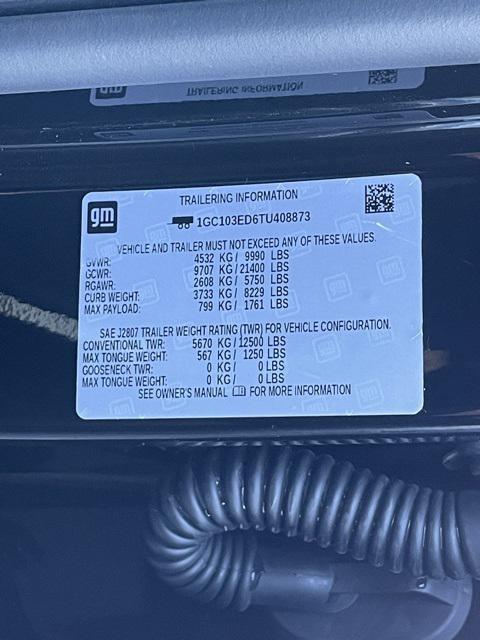 TRAILERING INFORMATION
gm
TRAILERING INFORMATION
gm
1GC103ED6TU408873
VEHICLE AND TRAILER MUST NOT EXCEED ANY OF THESE VALUES.
GVWR: 4532 KG / 9990 LBS
GCWR: 9707 KG / 21400 LBS
RGAWR: 2608 KG / 5750 LBS
CURB WEIGHT: 3733 KG / 8229 LBS
MAX PAYLOAD: 799 KG / 1761 LBS
SAE J2807 TRAILER WEIGHT RATING (TWR) FOR VEHICLE CONFIGURATION.
CONVENTIONAL TWR: 5670 KG / 12500 LBS
MAX TONGUE WEIGHT: 567 KG / 1250 LBS
GOOSENECK TWR: 0 KG / 0 LBS
MAX TONGUE WEIGHT: 0 KG / 0 LBS
SEE OWNER'S MANUAL FOR MORE INFORMATION